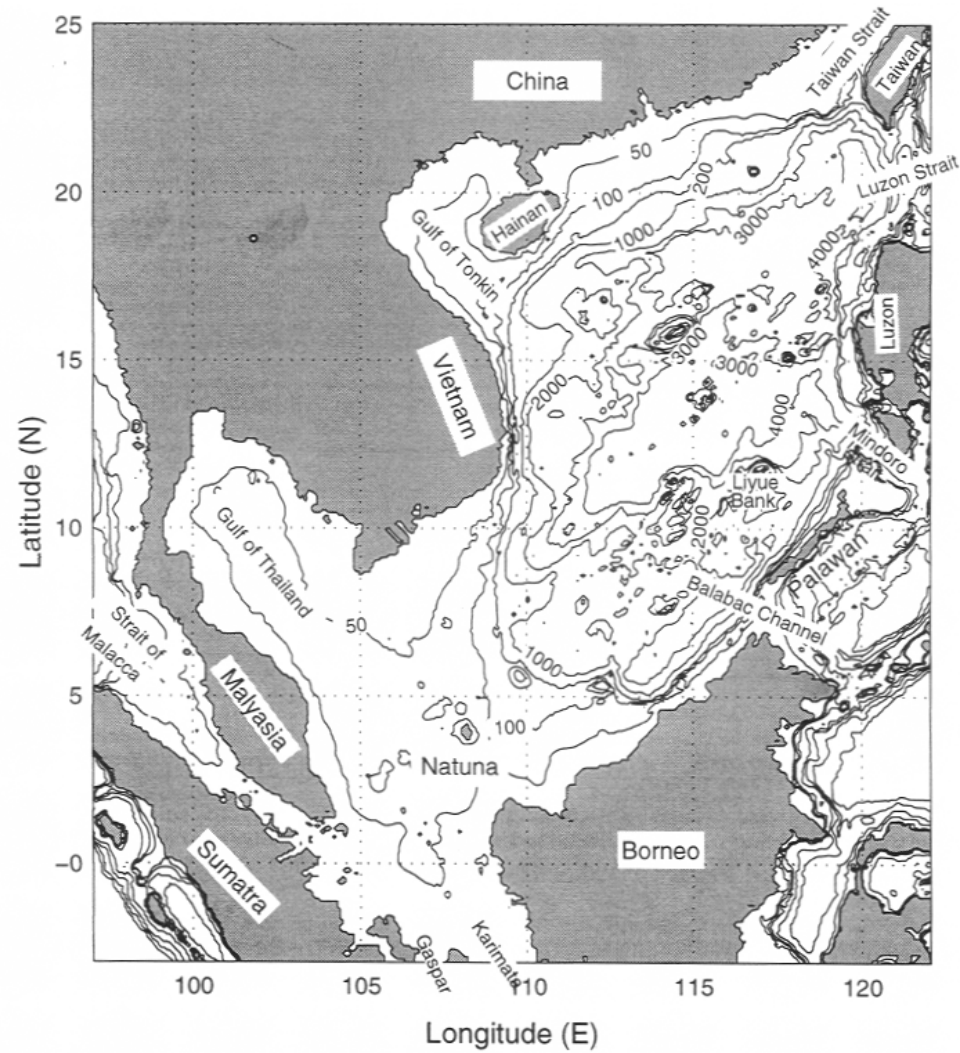 25
20
15
10
5
−0
Latitude (N)
100
105
110
115
120
Longitude (E)
China
Taiwan Strait
Taiwan
50
200
Luzon Strait
100
Hainan
Gulf of Tonkin
1000
3000
4000
Luzon
3000
3000
Vietnam
2000
4000
Mindoro
Liyue
Bank
2000
Gulf of Thailand
Palawan
Balabac Channel
50
Strait of
Malacca
1000
Malyasia
100
Natuna
Borneo
Sumatra
Gaspar
Karimata